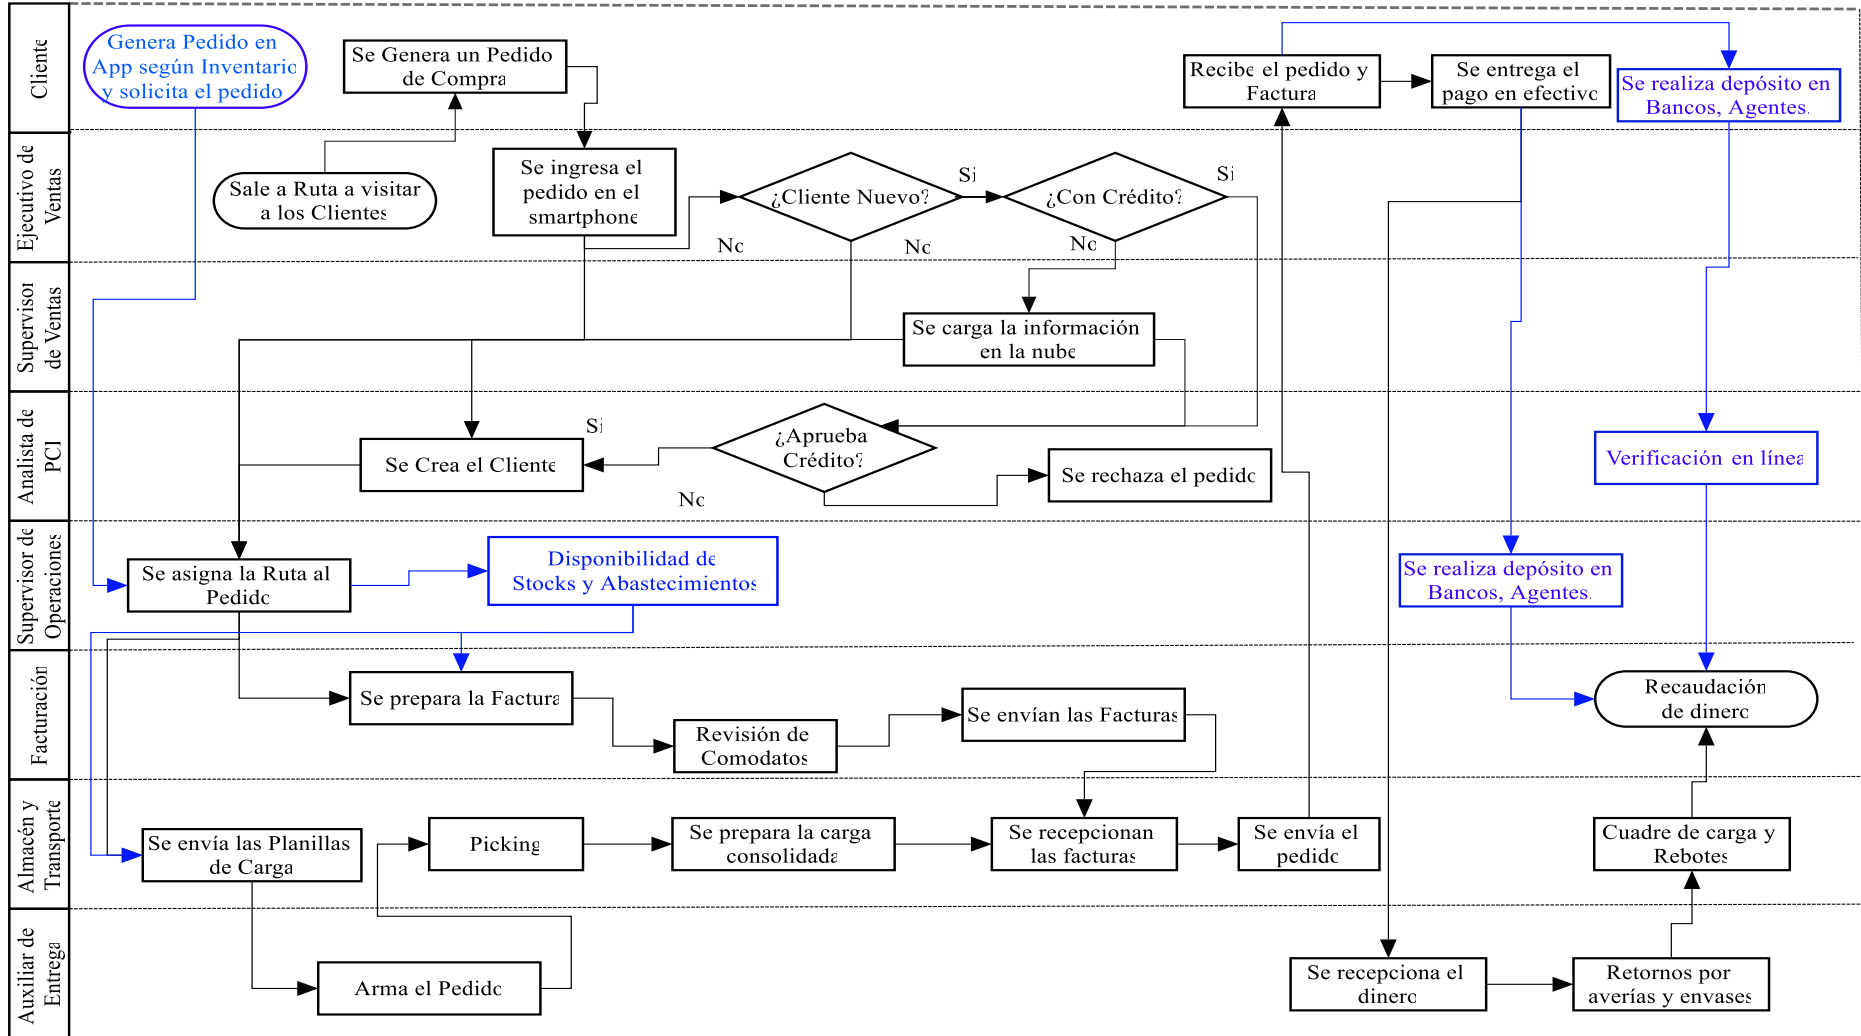 Cliente
Genera Pedido en
App según Inventario
y solicita el pedido
Se Genera un Pedido
de Compra
Recibe el pedido y
Factura
Se entrega el
pago en efectivo
Se realiza depósito en
Bancos, Agentes.
Ejecutivo de
Ventas
Sale a Ruta a visitar
a los Clientes
Se ingresa el
pedido en el
smartphone
No
¿Cliente Nuevo?
Si
No
¿Con Crédito?
Si
No
Supervisor
de Ventas
Se carga la información
en la nube
Analista de
PCI
Se Crea el Cliente
Si
No
¿Aprueba
Crédito?
Se rechaza el pedido
Verificación en línea
Supervisor de
Operaciones
Se asigna la Ruta al
Pedido
Disponibilidad de
Stocks y Abastecimientos
Se realiza depósito en
Bancos, Agentes.
Facturación
Se prepara la Factura
Revisión de
Comodatos
Se envían las Facturas
Recaudación
de dinero
Almacén y
Transporte
Se envía las Planillas
de Carga
Picking
Se prepara la carga
consolidada
Se recepcionan
las facturas
Se envía el
pedido
Cuadre de carga y
Rebotes
Auxiliar de
Entrega
Arma el Pedido
Se recepciona el
dinero
Retornos por
averías y envases